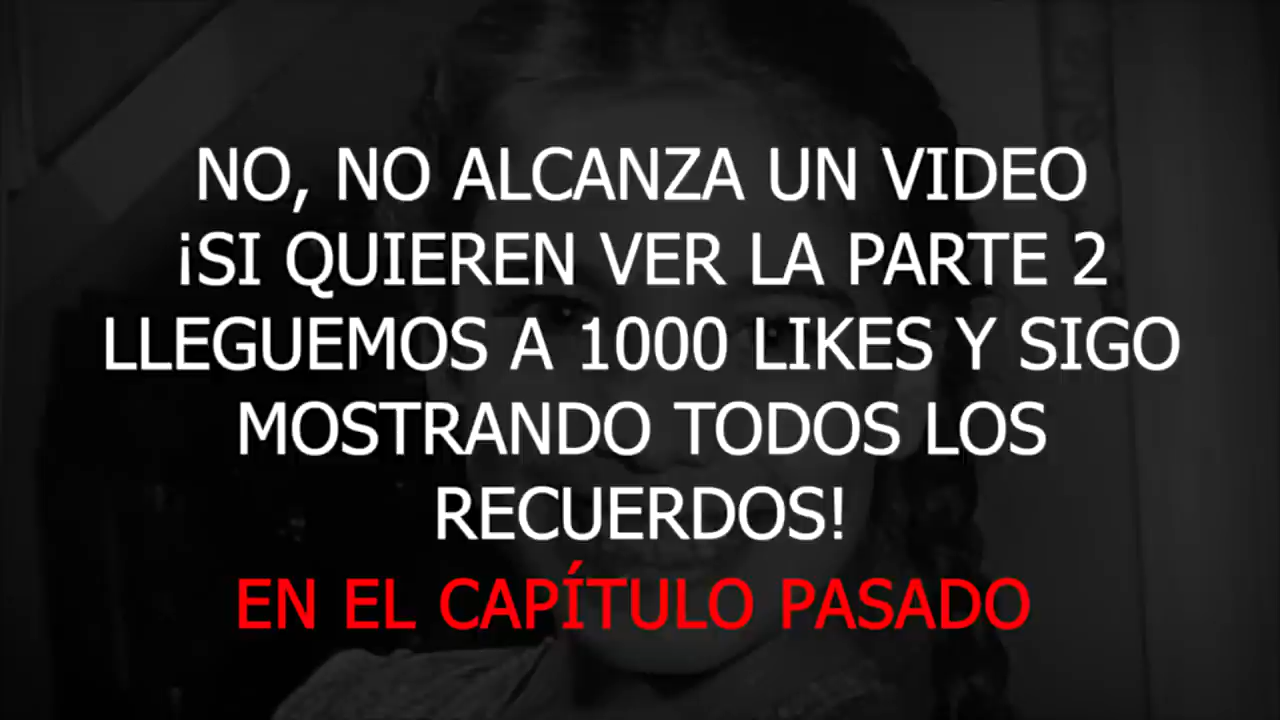 NO, NO ALCANZA UN VIDEO
¡SI QUIEREN VER LA PARTE 2
LLEGUEMOS A 1000 LIKES Y SIGO
MOSTRANDO TODOS LOS
RECUERDOS!
EN EL CAPÍTULO PASADO